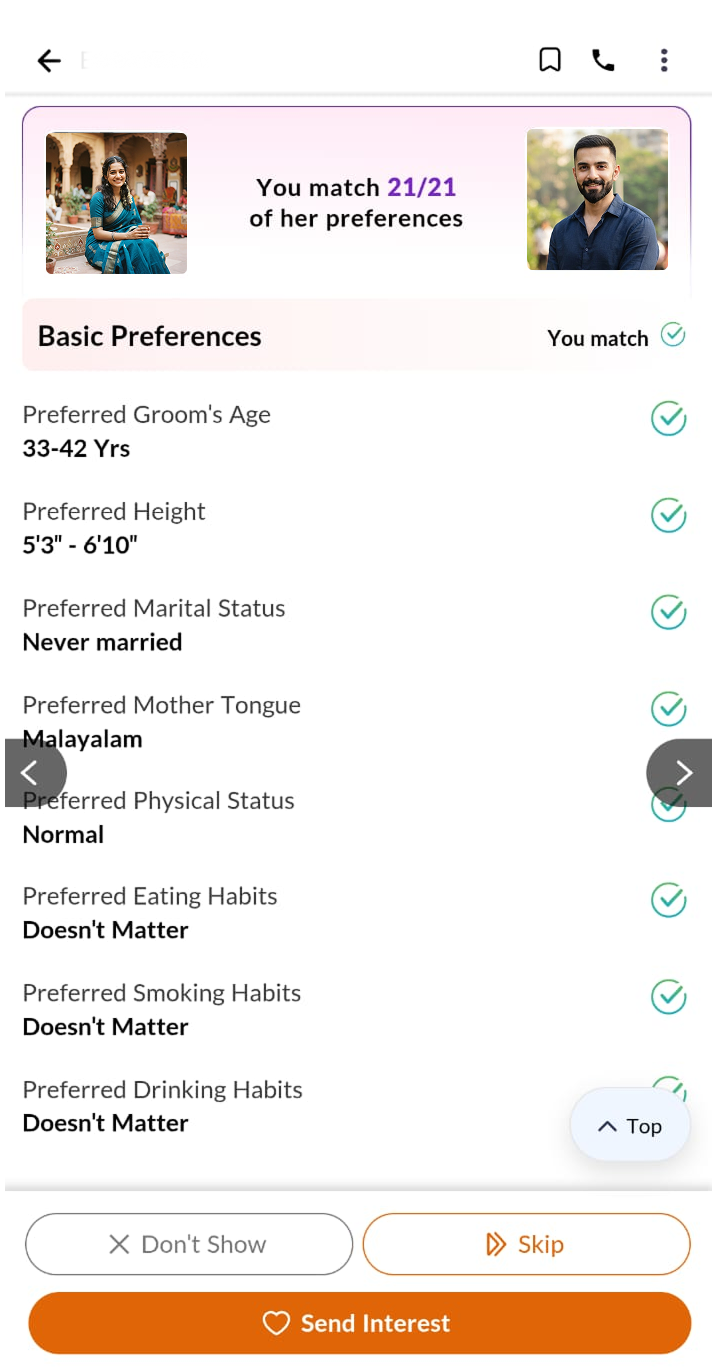 You match 21/21
of her preferences
Basic Preferences
You match
Preferred Groom's Age
33-42 Yrs
Preferred Height
5'3" - 6'10"
Preferred Marital Status
Never married
Preferred Mother Tongue
Malayalam
Preferred Physical Status
Normal
Preferred Eating Habits
Doesn't Matter
Preferred Smoking Habits
Doesn't Matter
Preferred Drinking Habits
Doesn't Matter
Top
Don't Show
Skip
Send Interest